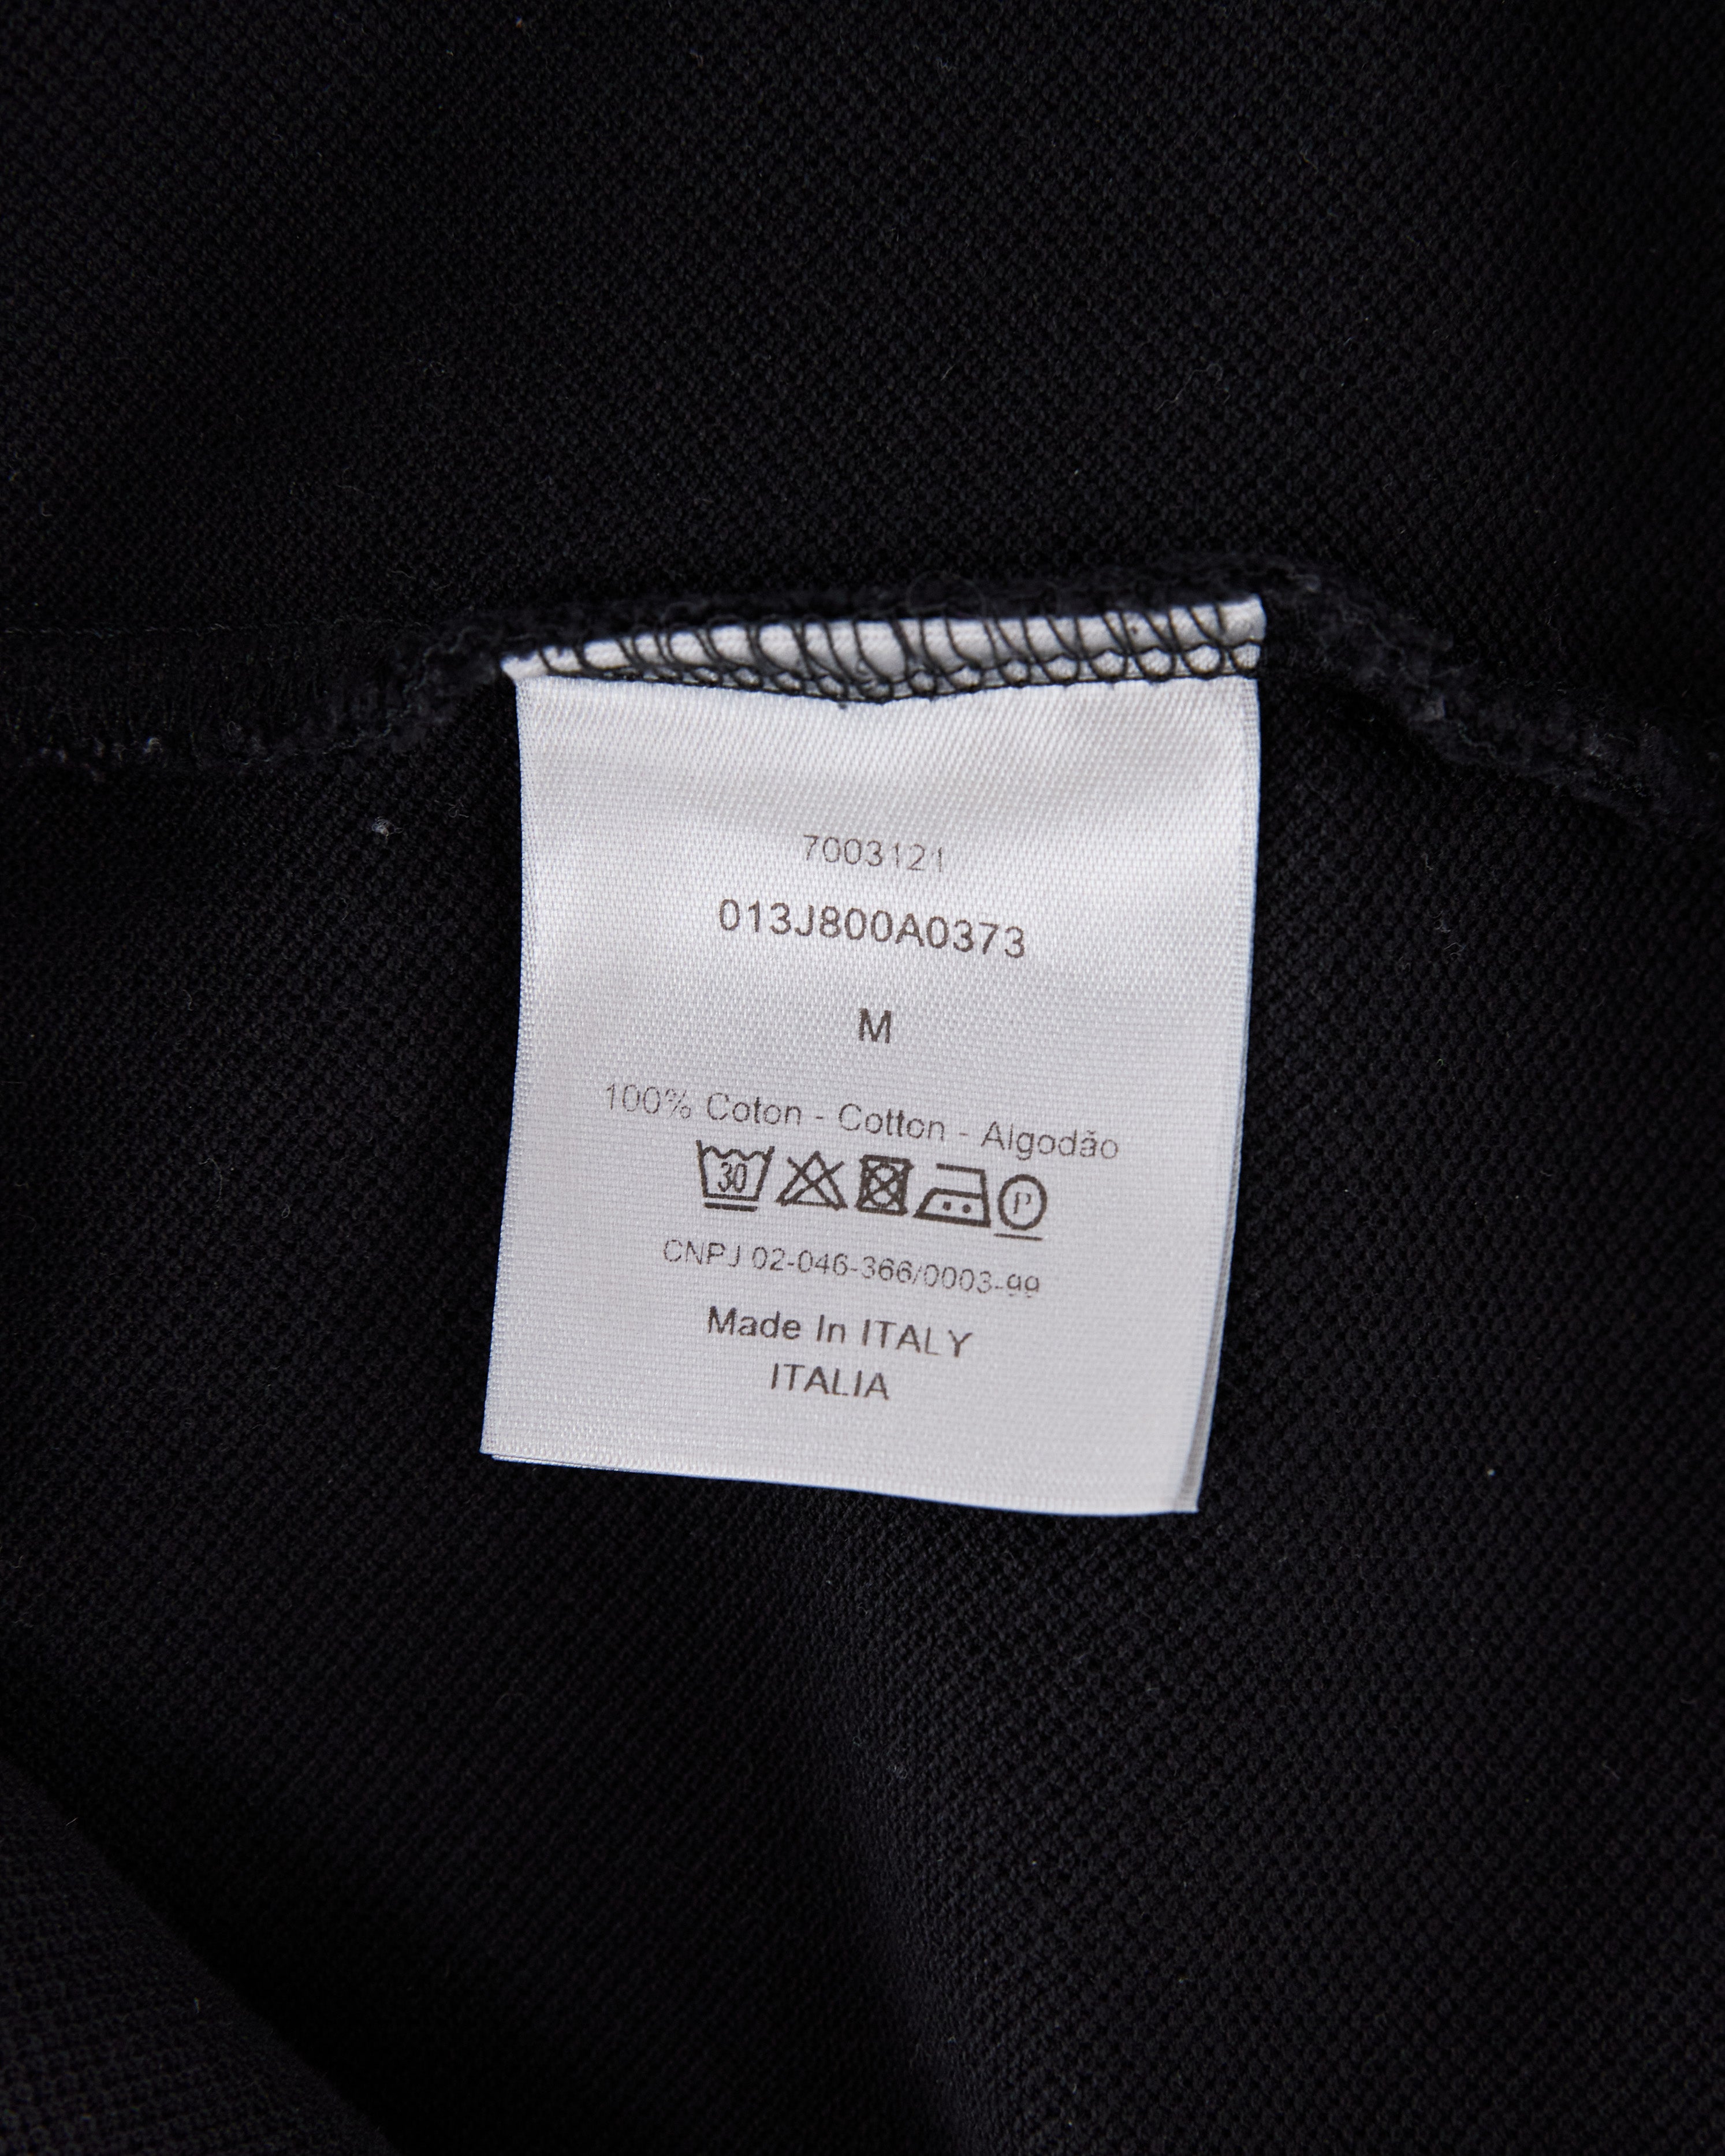 7003121
013J800A0373
M
100% Coton - Cotton - Algodão
30 P
CNPJ 02-046-366/0003-99
Made In ITALY
ITALIA